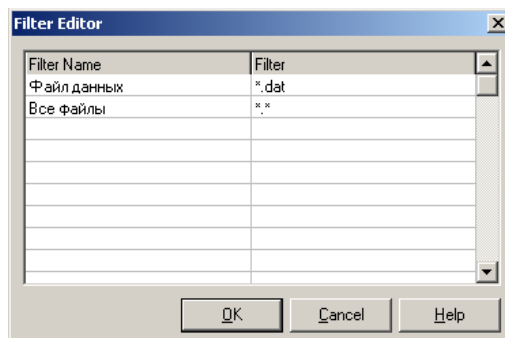 Filter Editor
Filter Name Filter
Файл данных *.dat
Все файлы *.*
OK Cancel Help